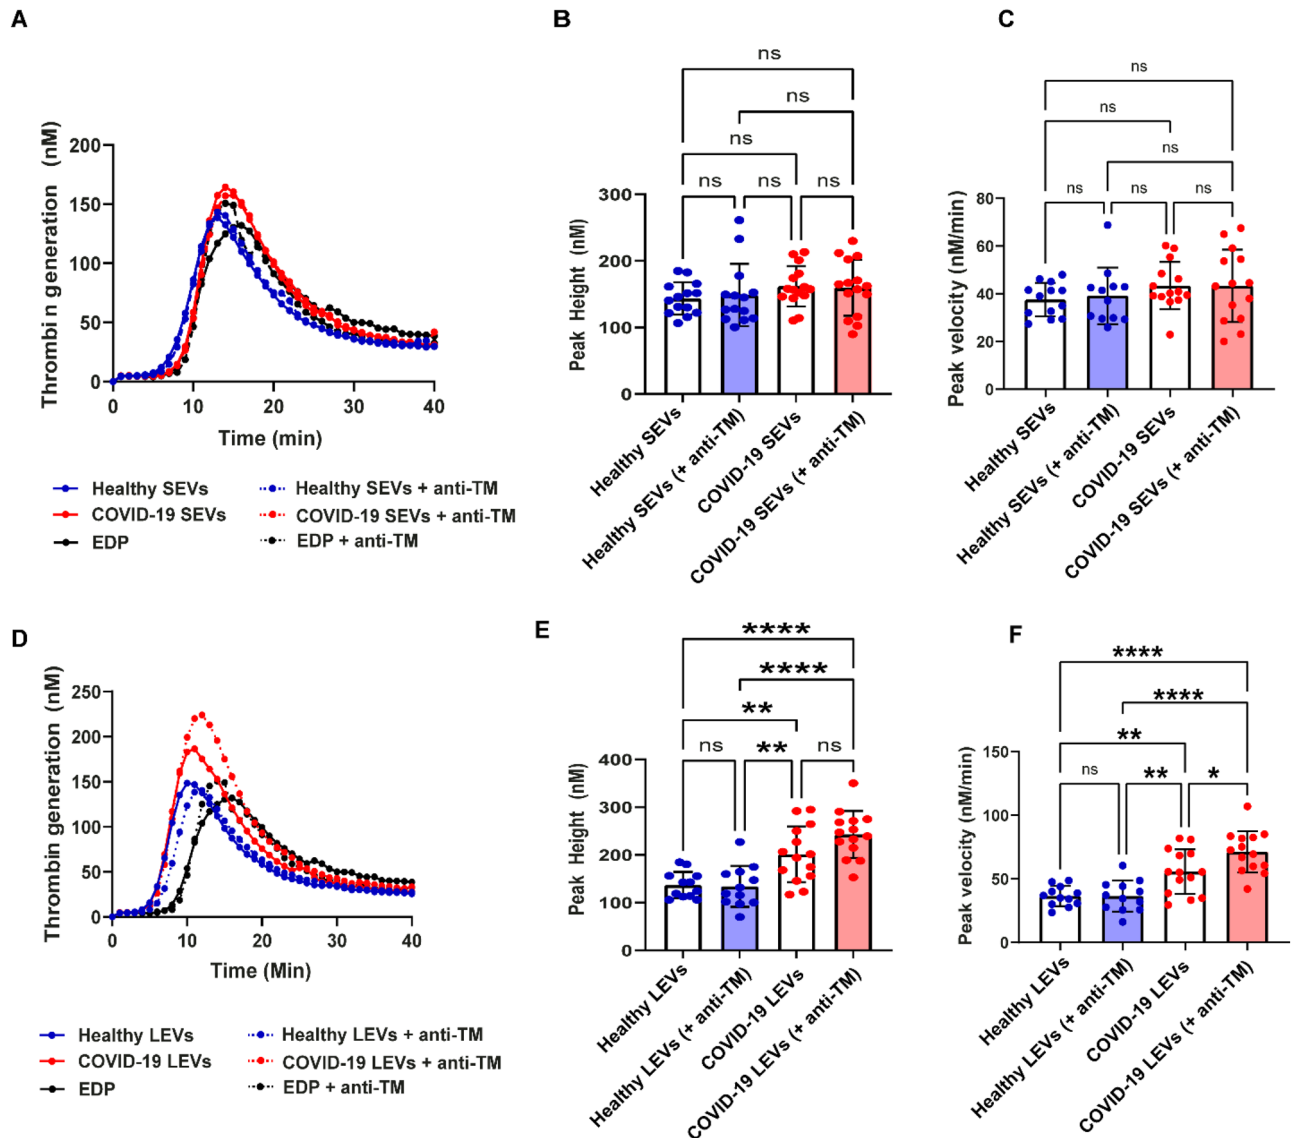 A
B
C
Thrombi n generation (nM)
200
150
100
50
0
0 10 20 30 40
Time (min)
Healthy SEVs
COVID-19 SEVs
EDP
Healthy SEVs + anti-TM
COVID-19 SEVs + anti-TM
EDP + anti-TM
ns
ns
ns
ns ns ns
Peak Height (nM)
300
200
100
0
Healthy SEVs
Healthy SEVs (+ anti-TM)
COVID-19 SEVs
COVID-19 SEVs (+ anti-TM)
ns
ns
ns
ns ns ns
Peak velocity (nM/min)
80
60
40
20
0
Healthy SEVs
Healthy SEVs (+ anti-TM)
COVID-19 SEVs
COVID-19 SEVs (+ anti-TM)
D
E
F
Thrombin generation (nM)
250
200
150
100
50
0
0 10 20 30 40
Time (Min)
Healthy LEVs
COVID-19 LEVs
EDP
Healthy LEVs + anti-TM
COVID-19 LEVs + anti-TM
EDP + anti-TM
****
****
**
ns ** ns
Peak Height (nM)
400
300
200
100
0
Healthy LEVs
Healthy LEVs (+ anti-TM)
COVID-19 LEVs
COVID-19 LEVs (+ anti-TM)
****
****
**
ns ** *
Peak velocity (nM/min)
150
100
50
0
Healthy LEVs
Healthy LEVs (+ anti-TM)
COVID-19 LEVs
COVID-19 LEVs (+ anti-TM)